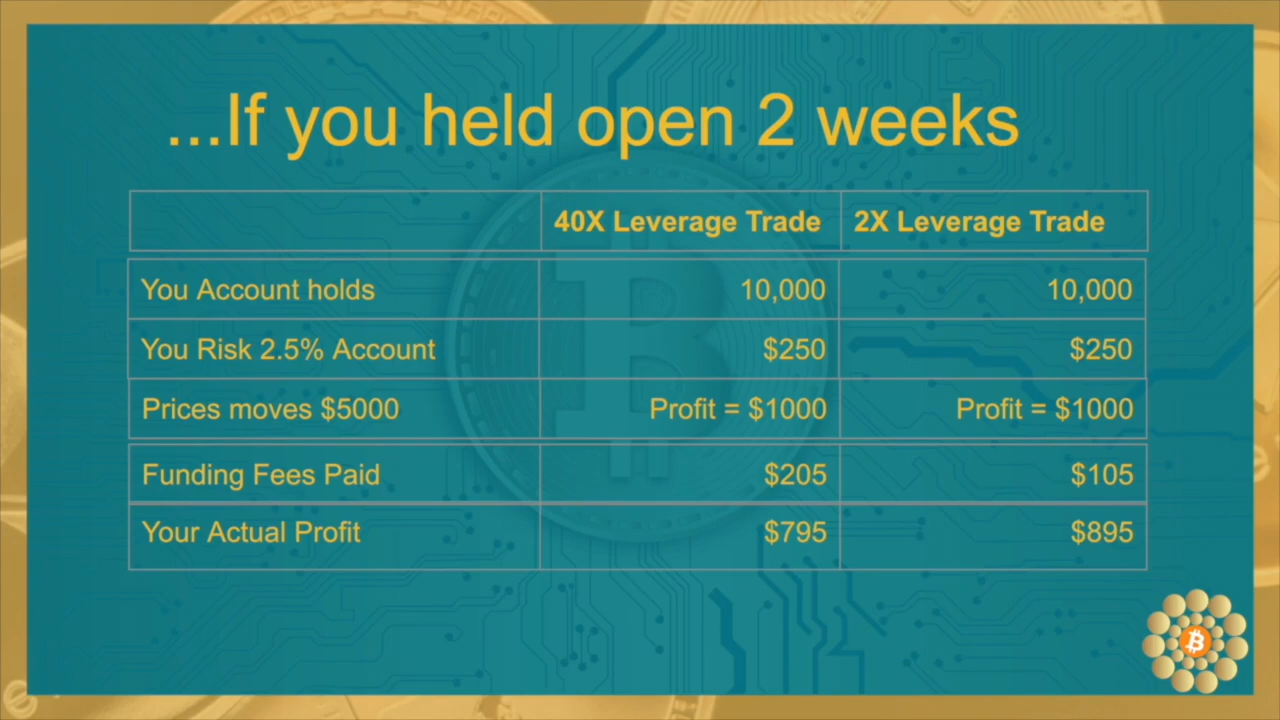 ...If you held open 2 weeks
40X Leverage Trade 2X Leverage Trade
You Account holds 10,000 10,000
You Risk 2.5% Account $250 $250
Prices moves $5000 Profit = $1000 Profit = $1000
Funding Fees Paid $205 $105
Your Actual Profit $795 $895